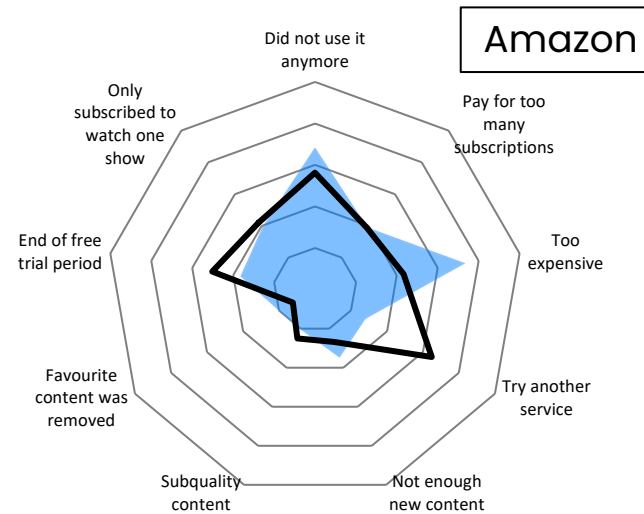 Amazon
Did not use it
anymore
Pay for too
many
subscriptions
Too
expensive
Try another
service
Not enough
new content
Subquality
content
Favourite
content was
removed
End of free
trial period
Only
subscribed to
watch one
show